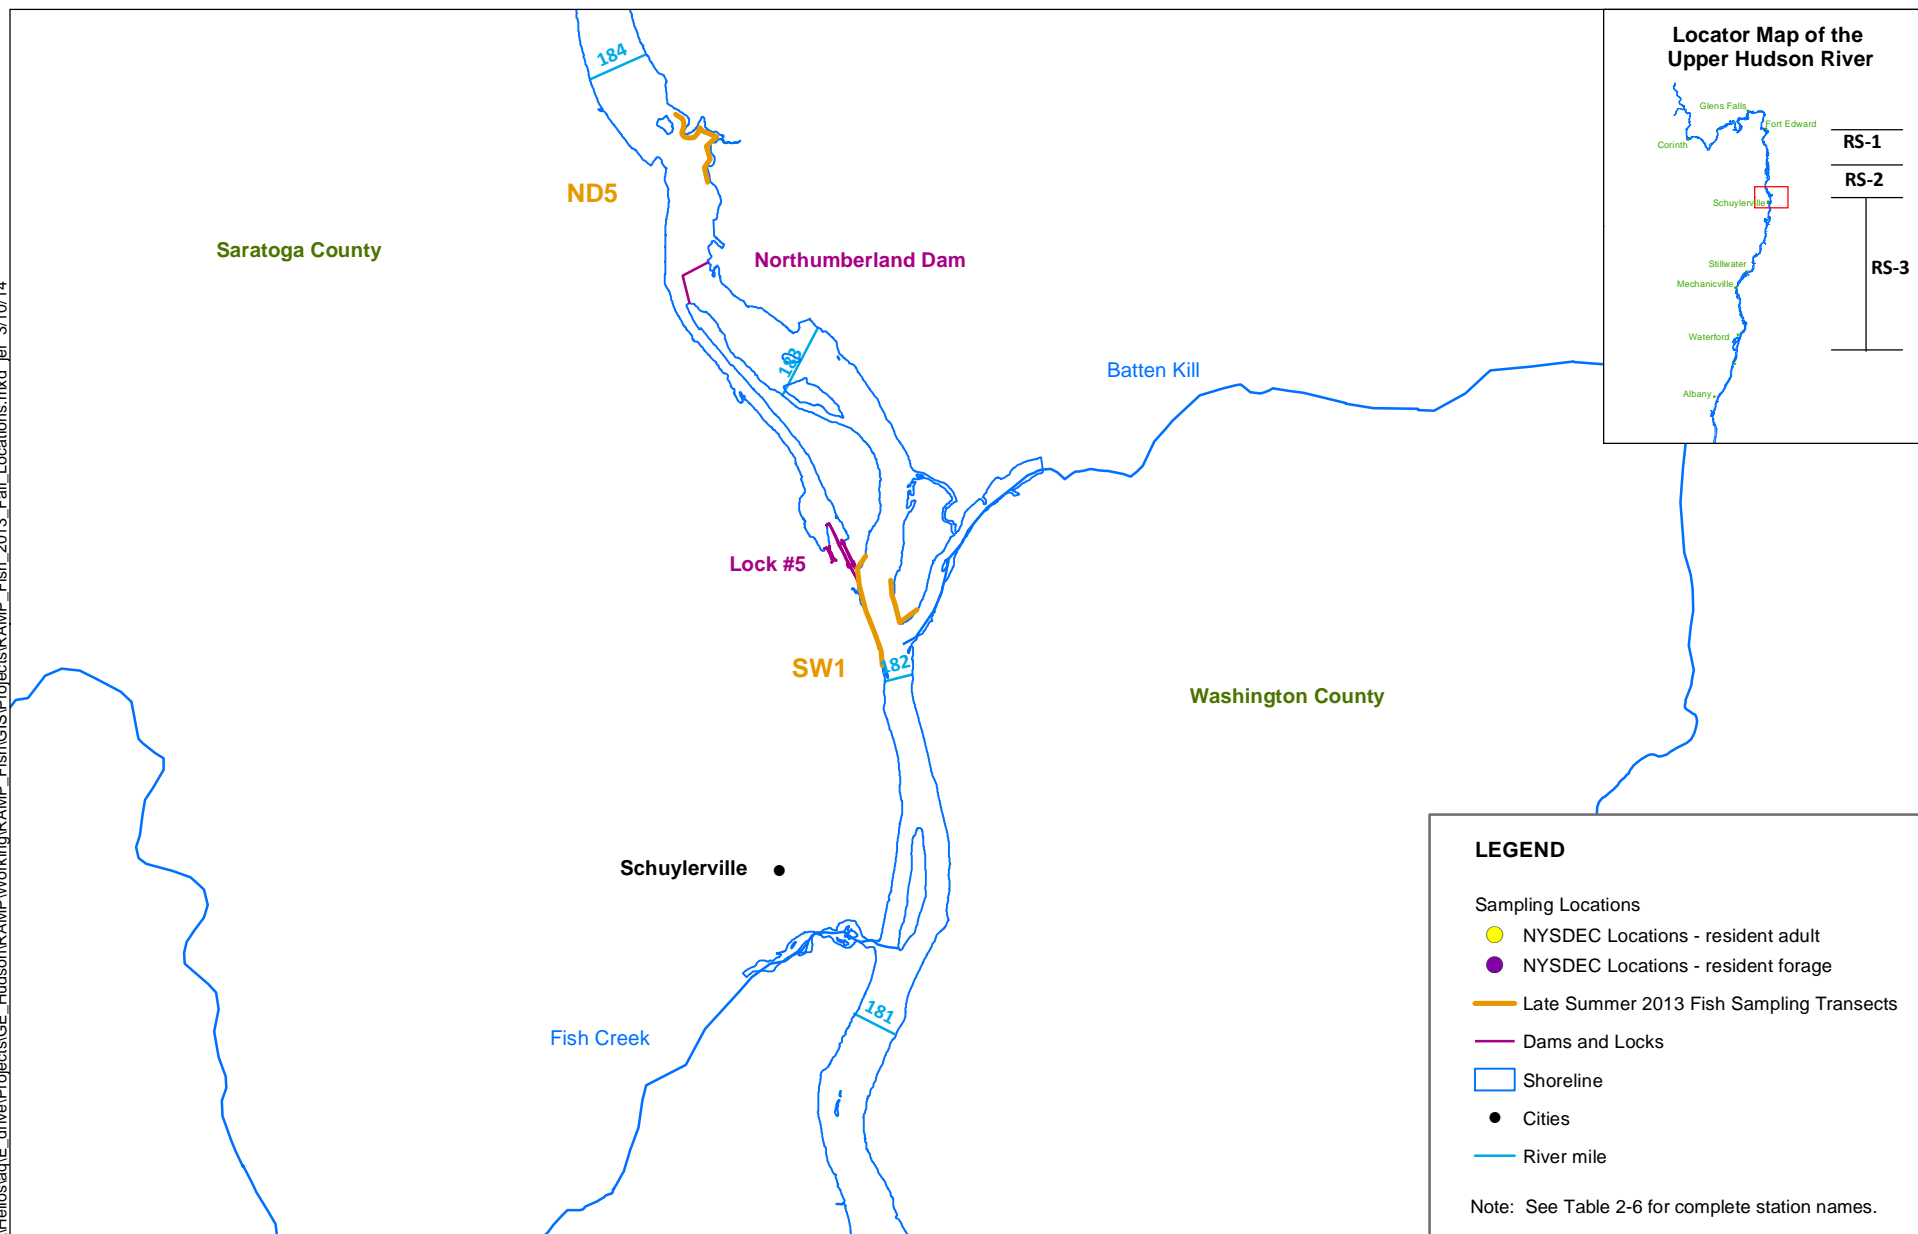 184
ND5
Saratoga County
Northumberland Dam
183
Batten Kill
Lock #5
SW1
182
Washington County
Schuylerville
Fish Creek
181
Locator Map of the
Upper Hudson River
Glens Falls
Fort Edward
Corinth
RS-1
RS-2
Schuylerville
Stillwater
RS-3
Mechanicville
Waterford
Albany
LEGEND
Sampling Locations
NYSDEC Locations - resident adult
NYSDEC Locations - resident forage
Late Summer 2013 Fish Sampling Transects
Dams and Locks
Shoreline
Cities
River mile
Note: See Table 2-6 for complete station names.